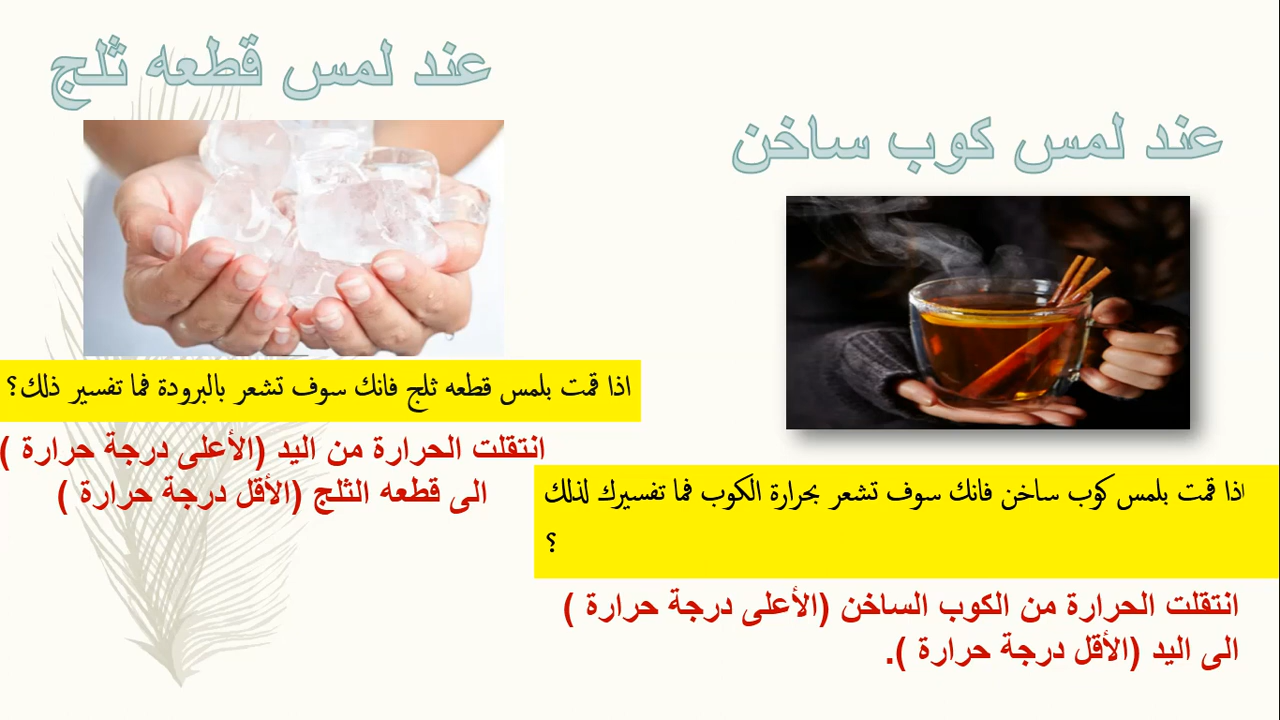 عند لمس كوب ساخن
اذا قمت بلمس كوب ساخن فانك سوف تشعر بحرارة الكوب فما تفسيرك لذلك
؟
انتقلت الحرارة من الكوب الساخن (الأعلى درجة حرارة )
الى اليد (الأقل درجة حرارة ).
عند لمس قطعه ثلج
اذا قمت بلمس قطعه ثلج فانك سوف تشعر بالبرودة فما تفسير ذلك؟
انتقلت الحرارة من اليد (الأعلى درجة حرارة )
الى قطعه الثلج (الأقل درجة حرارة )